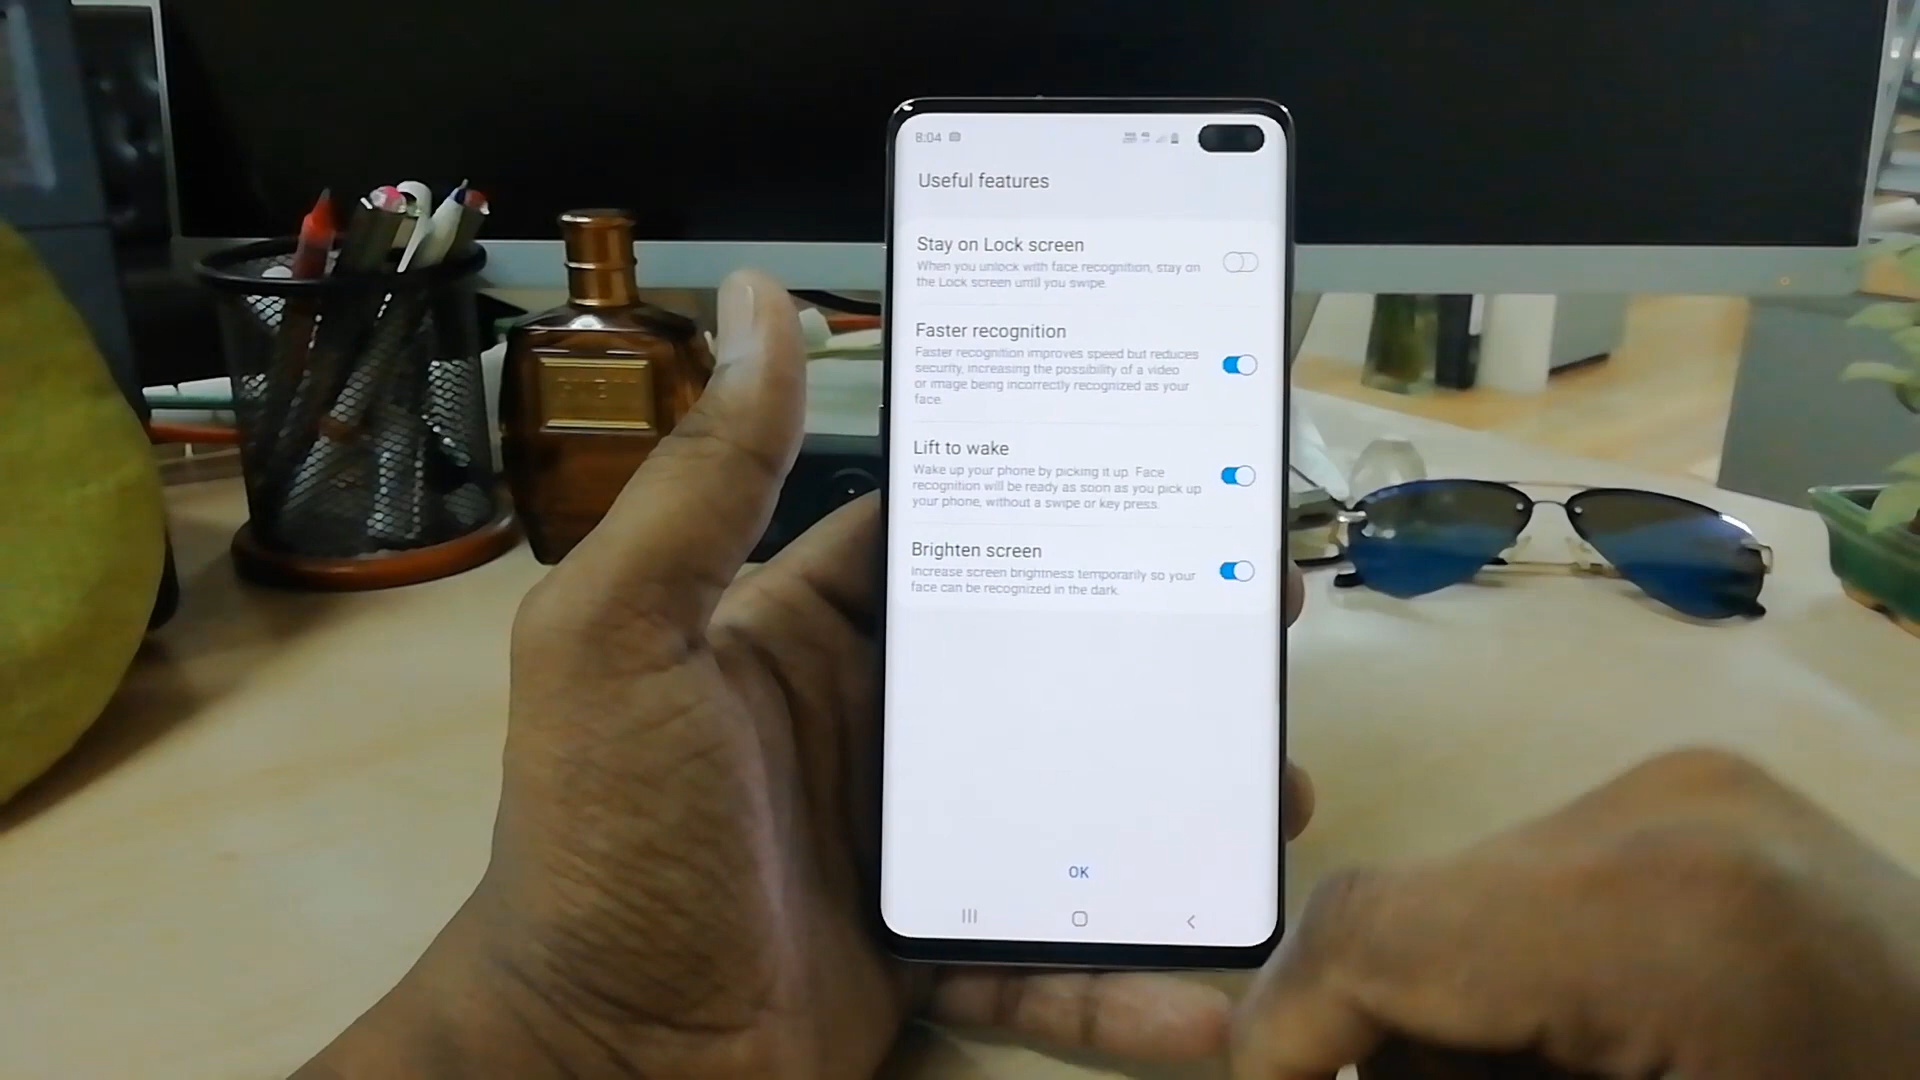 8:04
Useful features
Stay on Lock screen
When you unlock with face recognition, stay on
the Lock screen until you swipe.
Faster recognition
Faster recognition improves speed but reduces
security, increasing the possibility of a video
or image being incorrectly recognized as your
face.
Lift to wake
Wake up your phone by picking it up. Face
recognition will be ready as soon as you pick up
your phone, without a swipe or key press.
Brighten screen
Increase screen brightness temporarily so your
face can be recognized in the dark.
OK